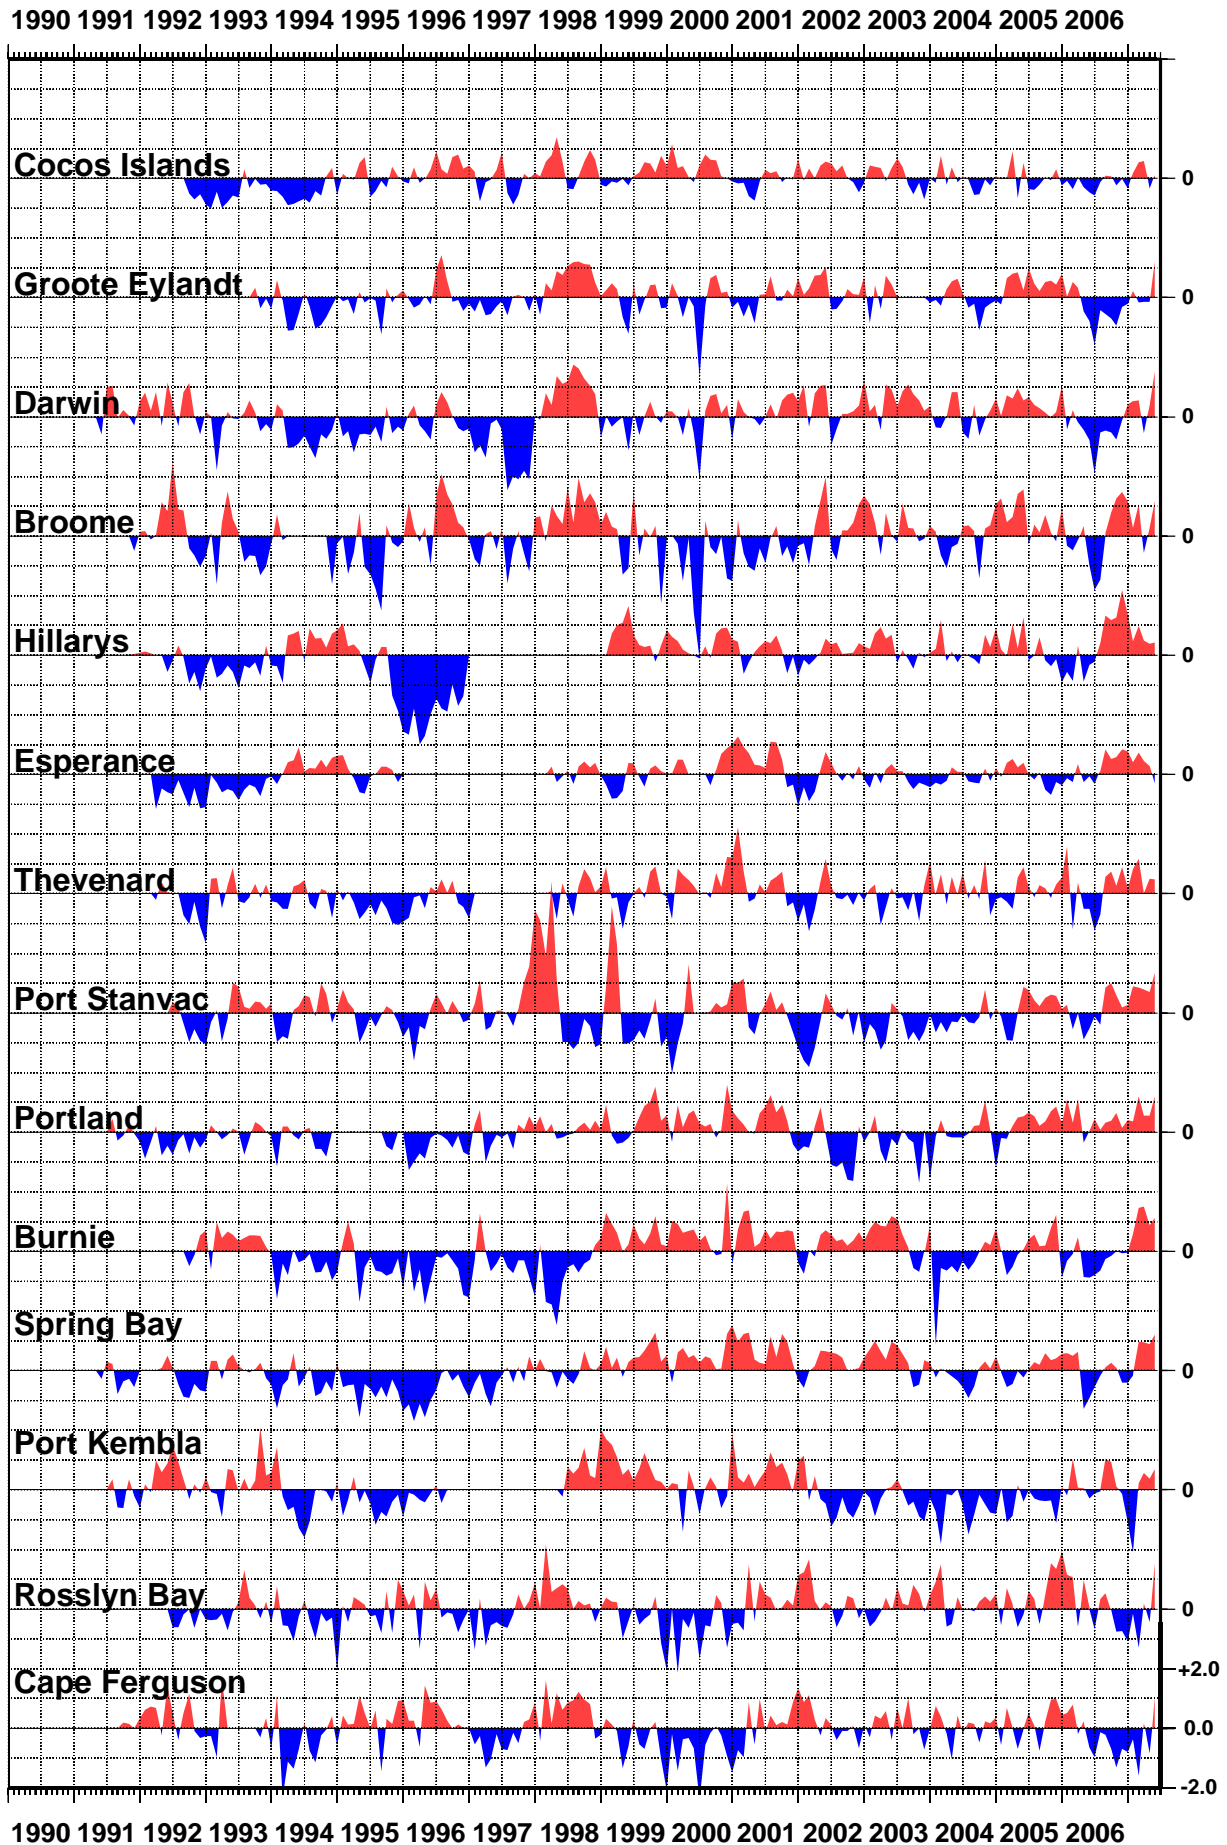 1990 1991 1992 1993 1994 1995 1996 1997 1998 1999 2000 2001 2002 2003 2004 2005 2006
Cocos Islands 0
Groote Eylandt 0
Darwin 0
Broome 0
Hillarys 0
Esperance 0
Thevenard 0
Port Stanvac 0
Portland 0
Burnie 0
Spring Bay 0
Port Kembla 0
Rosslyn Bay 0
+2.0
Cape Ferguson 0.0
-2.0
1990 1991 1992 1993 1994 1995 1996 1997 1998 1999 2000 2001 2002 2003 2004 2005 2006